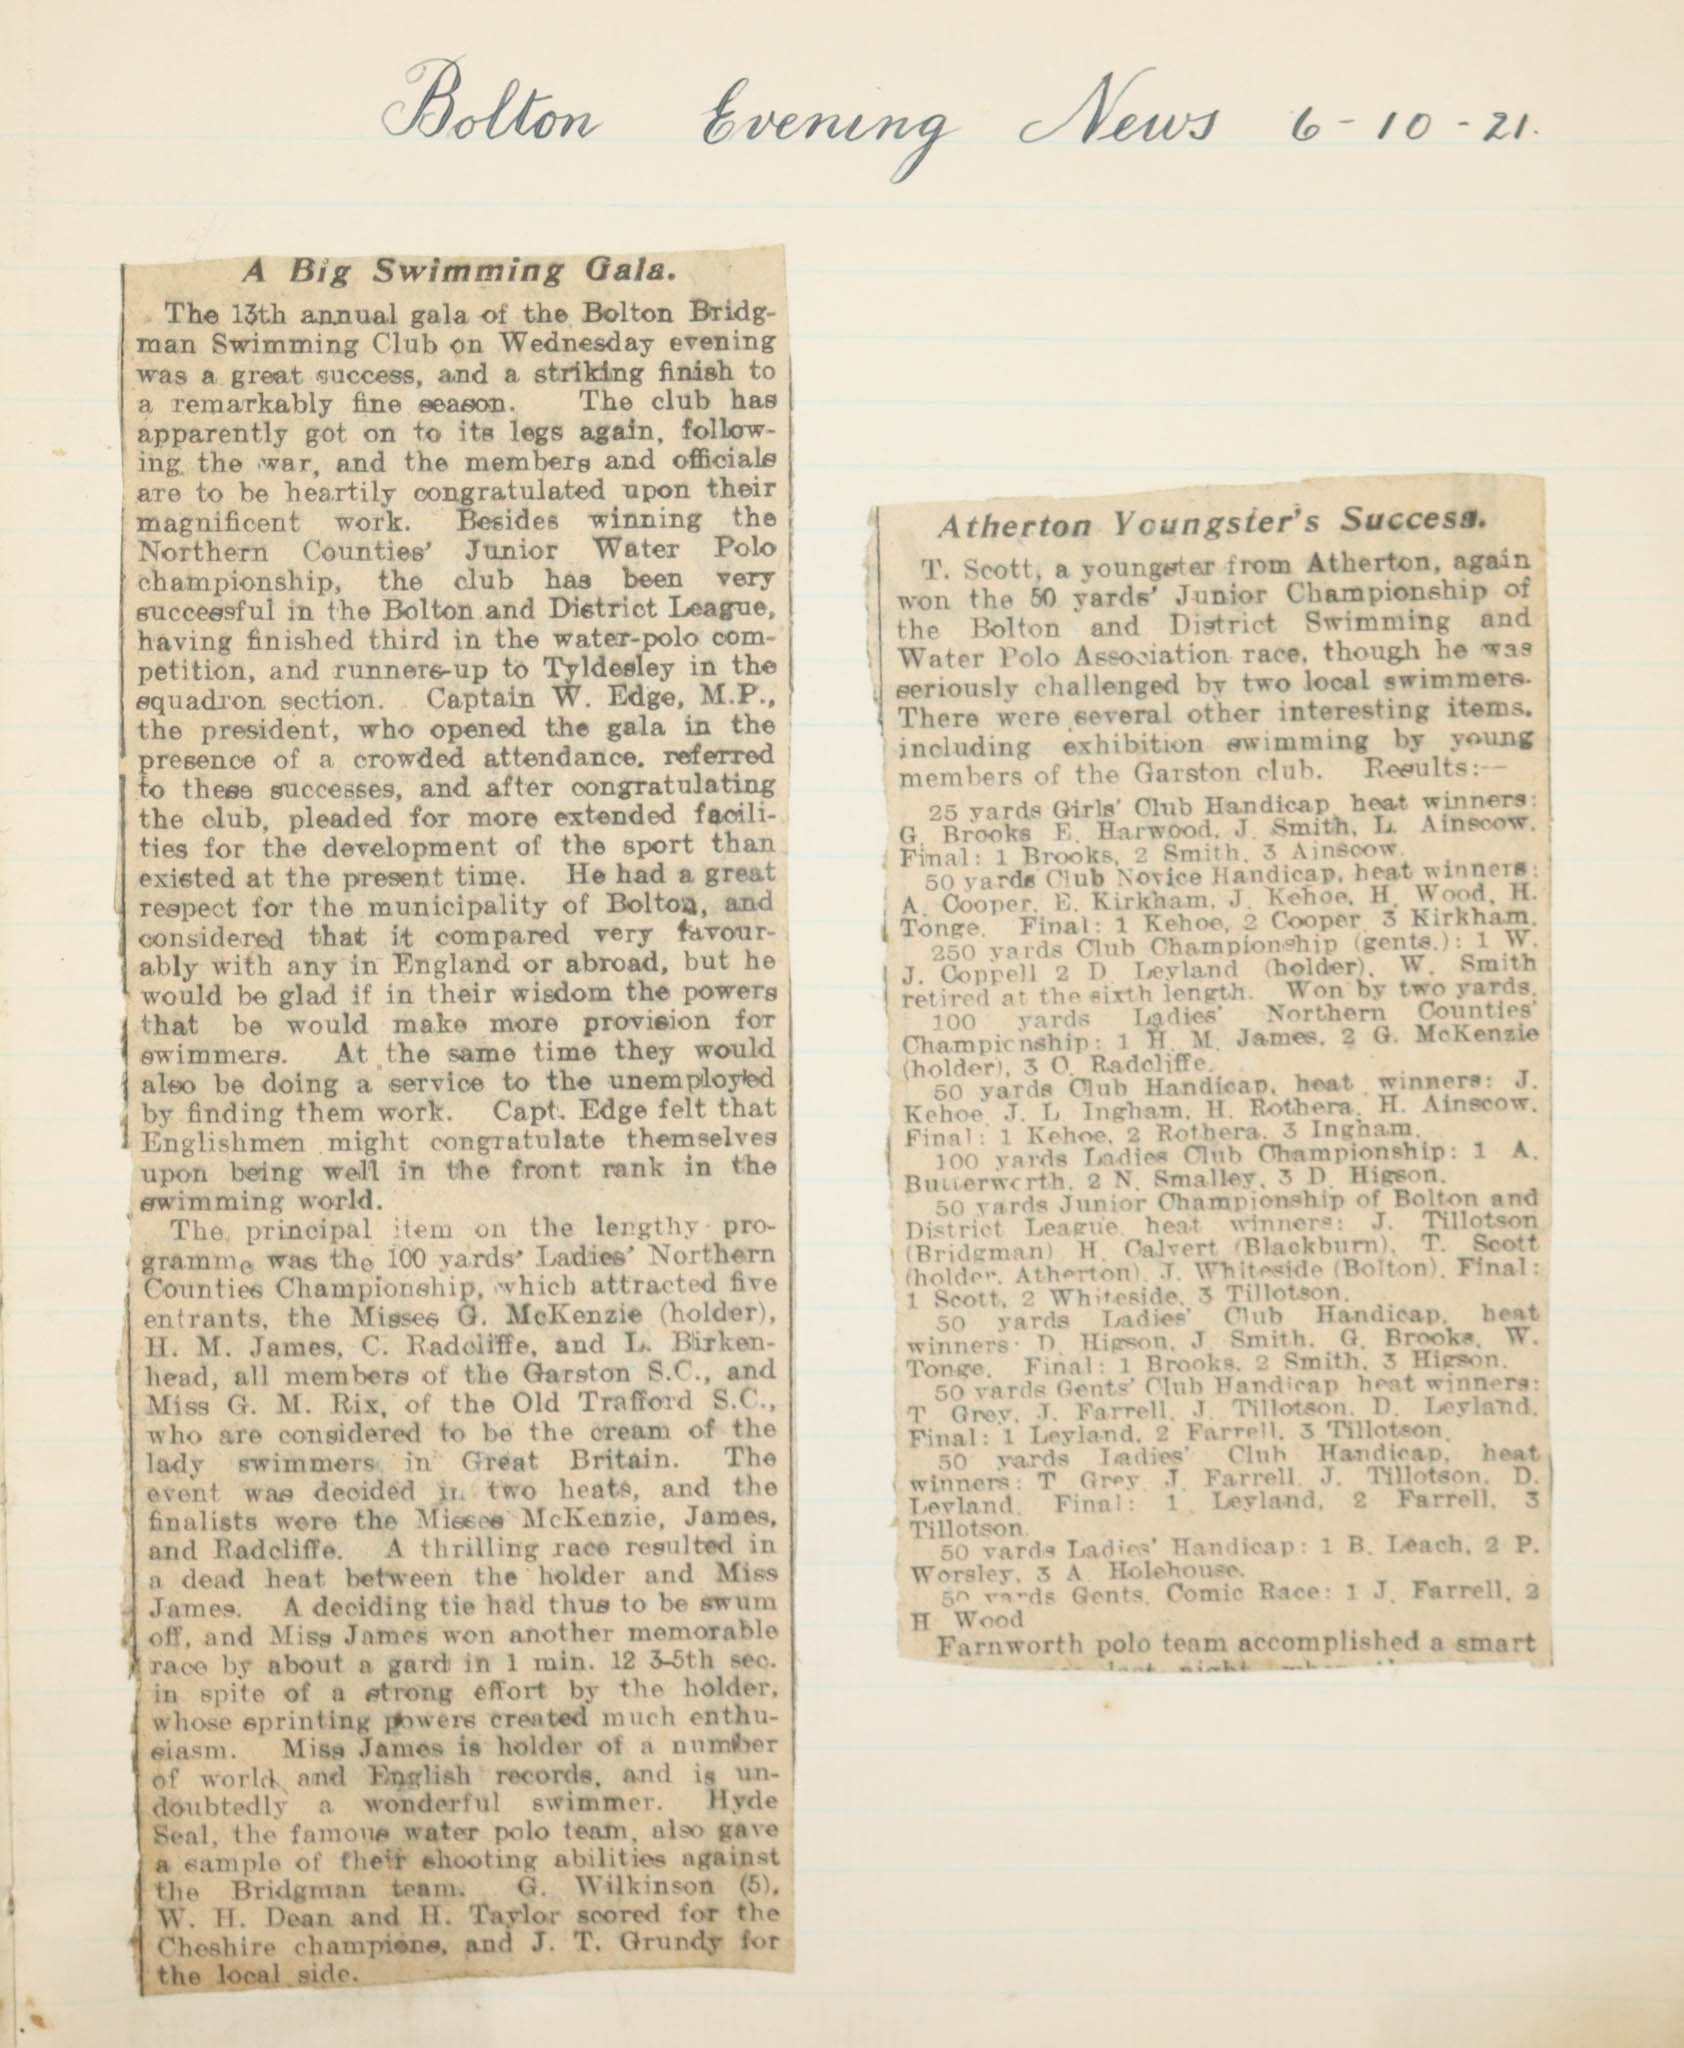 Bolton Evening News 6-10-21.
A Big Swimming Gala.
The 13th annual gala of the Bolton Bridg-
man Swimming Club on Wednesday evening
was a great success, and a striking finish to
a remarkably fine season. The club has
apparently got on to its legs again, follow-
ing the war, and the members and officials
are to be heartily congratulated upon their
magnificent work. Besides winning the
Northern Counties' Junior Water Polo
championship, the club has been very
successful in the Bolton and District League,
having finished third in the water-polo com-
petition, and runners-up to Tyldesley in the
squadron section. Captain W. Edge, M.P.,
the president, who opened the gala in the
presence of a crowded attendance, referred
to these successes, and after congratulating
the club, pleaded for more extended facili-
ties for the development of the sport than
existed at the present time. He had a great
respect for the municipality of Bolton, and
considered that it compared very favour-
ably with any in England or abroad, but he
would be glad if in their wisdom the powers
that be would make more provision for
swimmers. At the same time they would
also be doing a service to the unemployed
by finding them work. Capt. Edge felt that
Englishmen might congratulate themselves
upon being well in the front rank in the
swimming world.
The principal item on the lengthy pro-
gramme was the 100 yards' Ladies' Northern
Counties Championship, which attracted five
entrants, the Misses G. McKenzie (holder),
H. M. James, C. Radcliffe, and L. Birken-
head, all members of the Garston S.C., and
Miss G. M. Rix, of the Old Trafford S.C.,
who are considered to be the cream of the
lady swimmers in Great Britain. The
event was decided in two heats, and the
finalists were the Misses McKenzie, James,
and Radcliffe. A thrilling race resulted in
a dead heat between the holder and Miss
James. A deciding tie had thus to be swum
off, and Miss James won another memorable
race by about a gard in 1 min. 12 3-5th sec.
in spite of a strong effort by the holder,
whose sprinting powers created much enthu-
siasm. Miss James is holder of a number
of world and English records, and is un-
doubtedly a wonderful swimmer. Hyde
Seal, the famous water polo team, also gave
a sample of their shooting abilities against
the Bridgman team. G. Wilkinson (5),
W. H. Dean and H. Taylor scored for the
Cheshire champions, and J. T. Grundy for
the local side.
Atherton Youngster's Success.
T. Scott, a youngster from Atherton, again
won the 50 yards' Junior Championship of
the Bolton and District Swimming and
Water Polo Association race, though he was
seriously challenged by two local swimmers.
There were several other interesting items,
including exhibition swimming by young
members of the Garston club. Results:—
25 yards Girls' Club Handicap heat winners:
G. Brooks E. Harwood, J. Smith, L. Ainscow.
Final: 1 Brooks, 2 Smith, 3 Ainscow.
50 yards Club Novice Handicap, heat winners:
A. Cooper, E. Kirkham, J. Kehoe, H. Wood, H.
Tonge. Final: 1 Kehoe, 2 Cooper 3 Kirkham.
250 yards Club Championship (gents.): 1 W.
J. Coppell 2 D. Leyland (holder). W. Smith
retired at the sixth length. Won by two yards.
100 yards Ladies' Northern Counties'
Championship: 1 H. M. James, 2 G. McKenzie
(holder), 3 O. Radcliffe.
50 yards Club Handicap, heat winners: J.
Kehoe J. L. Ingham, H. Rothera, H. Ainscow.
Final: 1 Kehoe, 2 Rothera, 3 Ingham.
100 yards Ladies Club Championship: 1 A.
Butterworth, 2 N. Smalley, 3 D. Higson.
50 yards Junior Championship of Bolton and
District League heat winners: J. Tillotson
(Bridgman) H. Calvert (Blackburn), T. Scott
(holder, Atherton), J. Whiteside (Bolton). Final:
1 Scott, 2 Whiteside, 3 Tillotson.
50 yards Ladies' Club Handicap, heat
winners: D. Higson, J. Smith, G. Brooks, W.
Tonge. Final: 1 Brooks, 2 Smith, 3 Higson.
50 yards Gents' Club Handicap heat winners:
T. Grey, J. Farrell, J. Tillotson, D. Leyland.
Final: 1 Leyland, 2 Farrell, 3 Tillotson.
50 yards Ladies' Club Handicap, heat
winners: T Grey J. Farrell J. Tillotson, D.
Leyland. Final: 1 Leyland, 2 Farrell, 3
Tillotson.
50 yards Ladies' Handicap: 1 B. Leach, 2 P.
Worsley, 3 A. Holehouse.
50 yards Gents. Comic Race: 1 J. Farrell, 2
H Wood
Farnworth polo team accomplished a smart
last night when